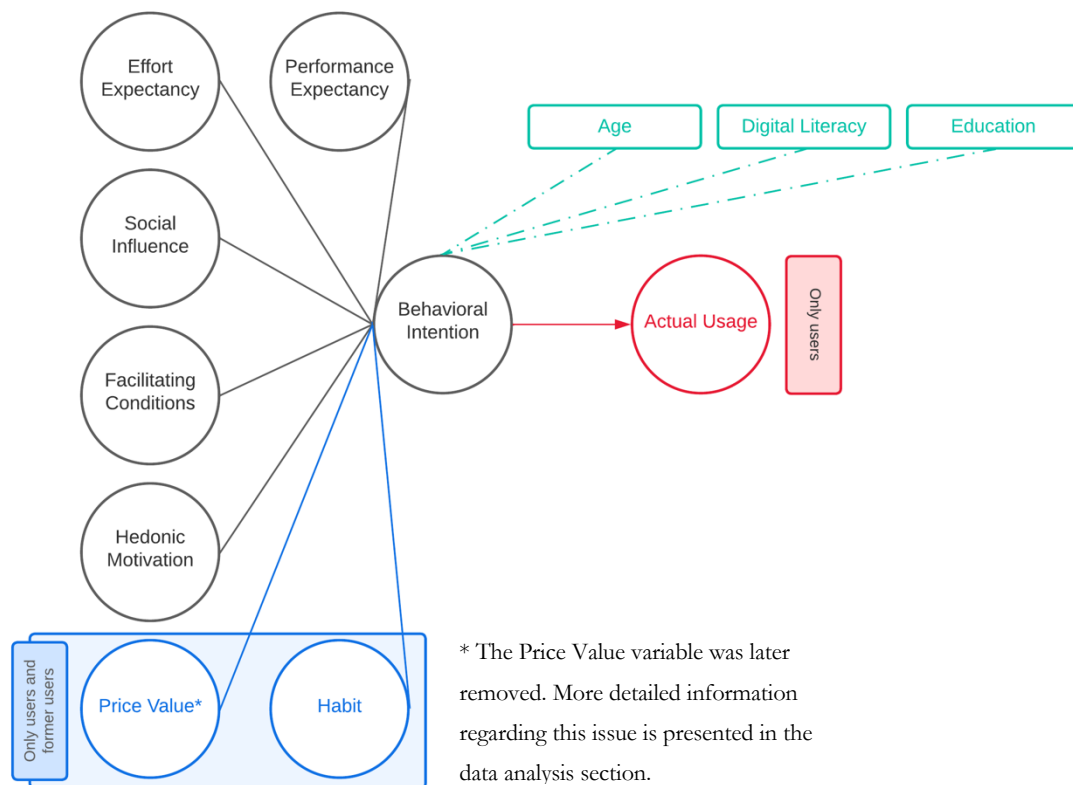 Effort
Expectancy
Performance
Expectancy
Age
Digital Literacy
Education
Social
Influence
Behavioral
Intention
Actual Usage
Only users
Facilitating
Conditions
Hedonic
Motivation
Only users and
former users
Price Value*
Habit
* The Price Value variable was later
removed. More detailed information
regarding this issue is presented in the
data analysis section.